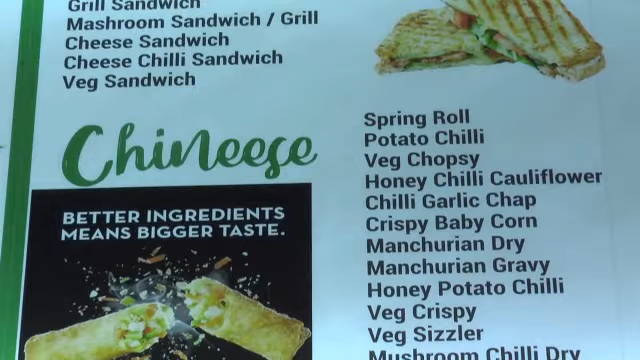 Grill Sandwich
Mashroom Sandwich / Grill
Cheese Sandwich
Cheese Chilli Sandwich
Veg Sandwich
Chineese
BETTER INGREDIENTS
MEANS BIGGER TASTE.
Spring Roll
Potato Chilli
Veg Chopsy
Honey Chilli Cauliflower
Chilli Garlic Chap
Crispy Baby Corn
Manchurian Dry
Manchurian Gravy
Honey Potato Chilli
Veg Crispy
Veg Sizzler
Mushroom Chilli Dry